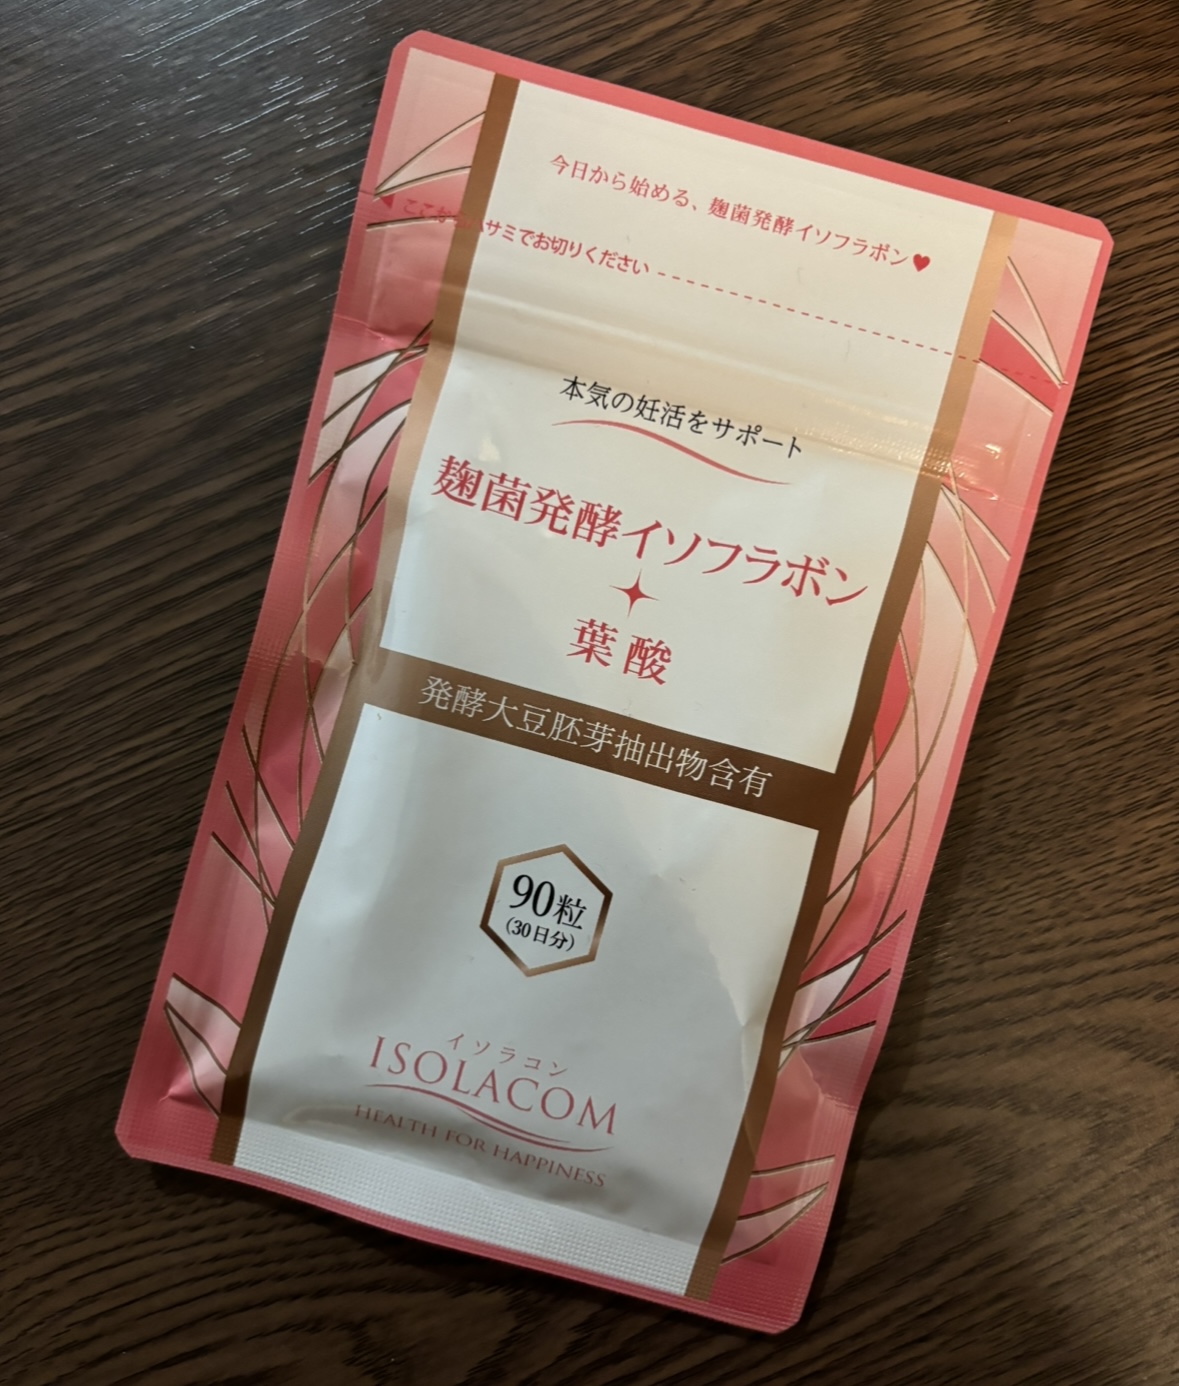 今日から始める、麹菌発酵イソフラボン♥
ここからハサミでお切りください
本気の妊活をサポート
麹菌発酵イソフラボン
葉酸
発酵大豆胚芽抽出物含有
90粒
(30日分)
イソラコン
ISOLACOM
HEALTH FOR HAPPINESS